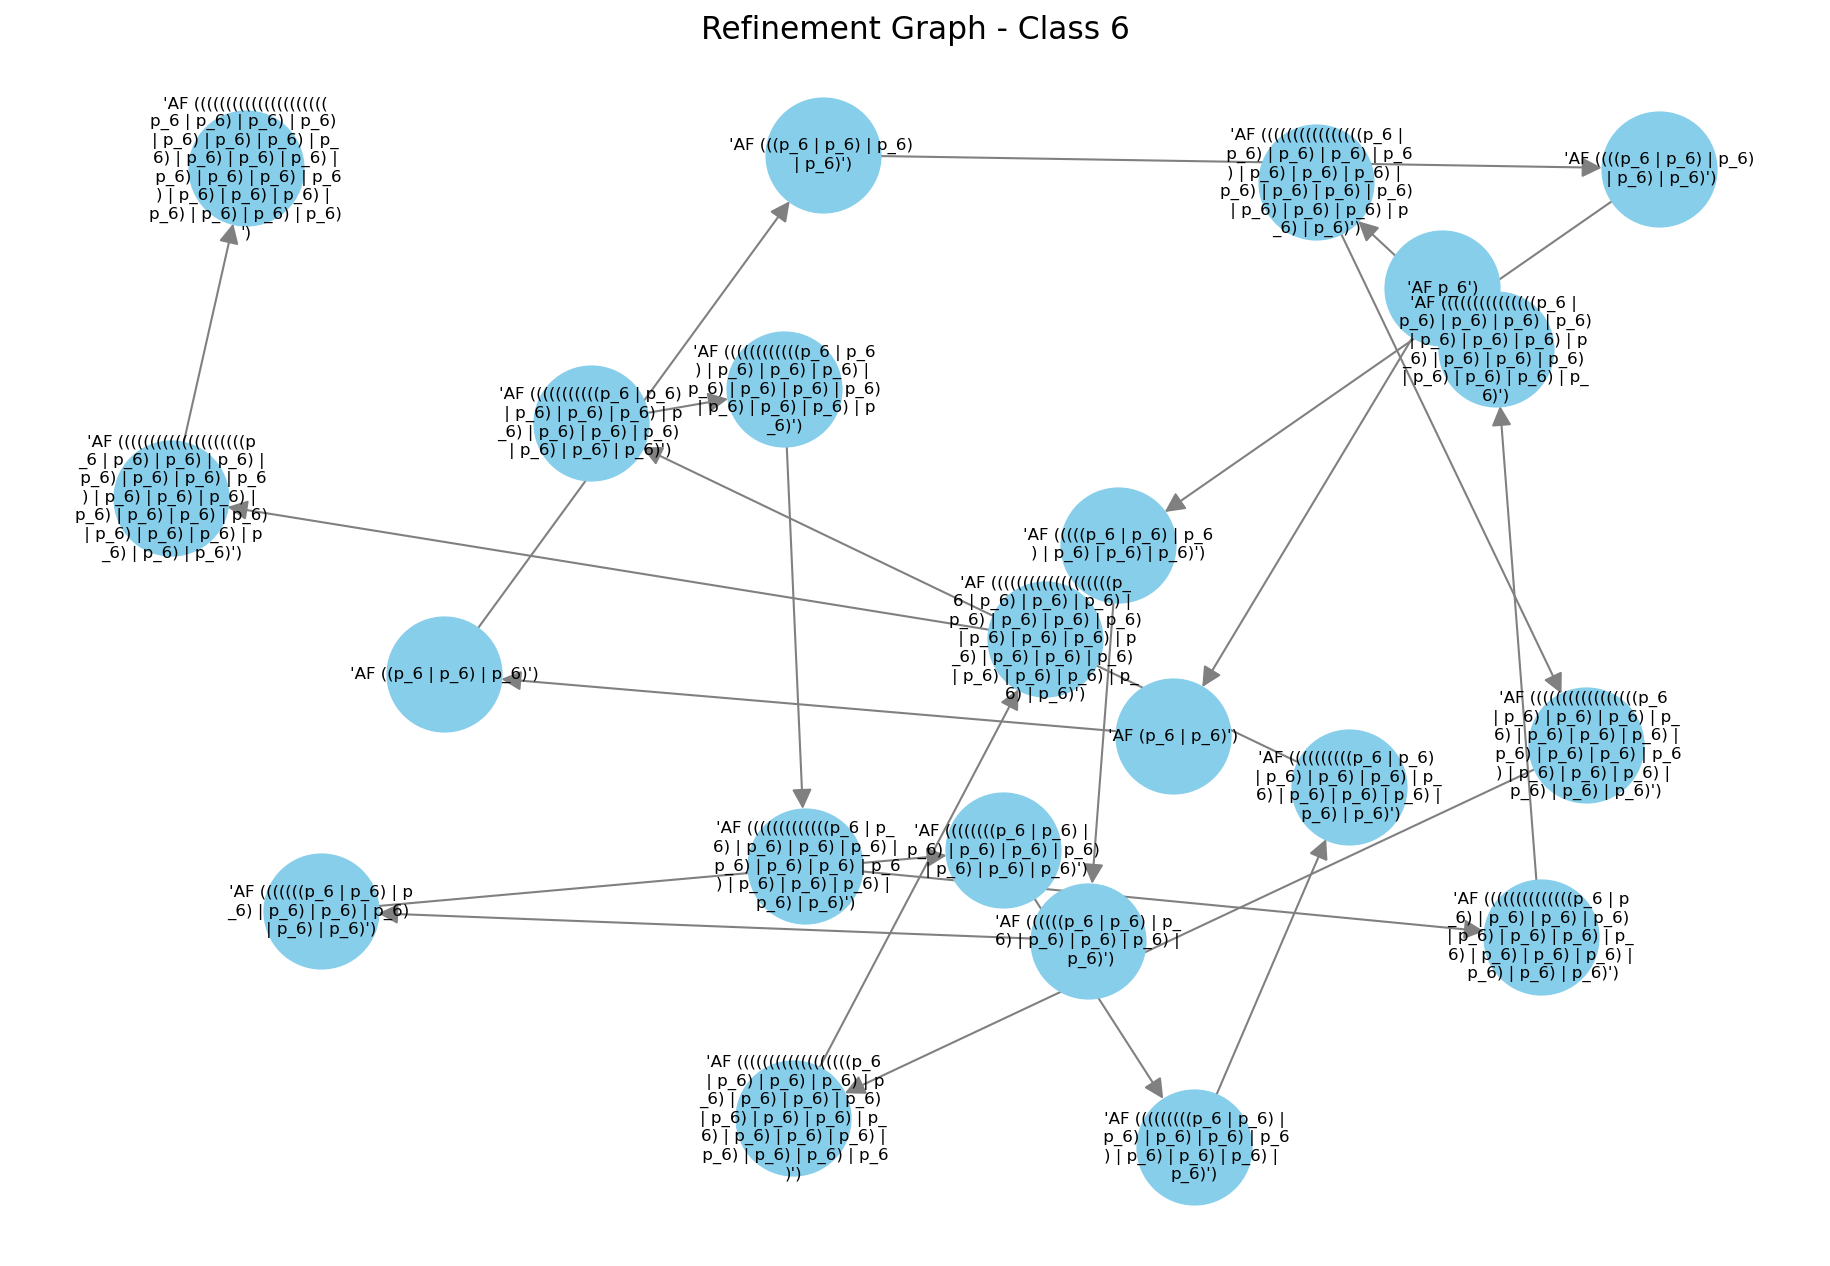 Refinement Graph - Class 6
'AF (((((((((((((((((((((
p_6 | p_6) | p_6) | p_6)
| p_6) | p_6) | p_6) | p_
6) | p_6) | p_6) | p_6) |
p_6) | p_6) | p_6) | p_6
) | p_6) | p_6) | p_6) |
p_6) | p_6) | p_6) | p_6)
')
'AF (((p_6 | p_6) | p_6)
| p_6)')
'AF ((((((((((((((((p_6 |
p_6) | p_6) | p_6) | p_6
) | p_6) | p_6) | p_6) |
p_6) | p_6) | p_6) | p_6)
| p_6) | p_6) | p_6) | p
_6) | p_6)')
'AF ((((p_6 | p_6) | p_6)
| p_6) | p_6)')
'AF p_6')
'AF (((((((((((((((p_6 |
p_6) | p_6) | p_6) | p_6)
| p_6) | p_6) | p_6) | p
_6) | p_6) | p_6) | p_6)
| p_6) | p_6) | p_6) | p_
6)')
'AF ((((((((((((p_6 | p_6
) | p_6) | p_6) | p_6) |
p_6) | p_6) | p_6) | p_6)
| p_6) | p_6) | p_6) | p
_6)')
'AF (((((((((((p_6 | p_6)
| p_6) | p_6) | p_6) | p
_6) | p_6) | p_6) | p_6)
| p_6) | p_6) | p_6)')
'AF ((((((((((((((((((((p
_6 | p_6) | p_6) | p_6) |
p_6) | p_6) | p_6) | p_6
) | p_6) | p_6) | p_6) |
p_6) | p_6) | p_6) | p_6)
| p_6) | p_6) | p_6) | p
_6) | p_6) | p_6)')
'AF (((((p_6 | p_6) | p_6
) | p_6) | p_6) | p_6)')
'AF (((((((((((((((((((p_
6 | p_6) | p_6) | p_6) |
p_6) | p_6) | p_6) | p_6)
| p_6) | p_6) | p_6) | p
_6) | p_6) | p_6) | p_6)
| p_6) | p_6) | p_6) | p_
6) | p_6)')
'AF ((p_6 | p_6) | p_6)')
'AF (p_6 | p_6)')
'AF ((((((((((p_6 | p_6)
| p_6) | p_6) | p_6) | p_
6) | p_6) | p_6) | p_6) |
p_6) | p_6)')
'AF (((((((((((((((((p_6
| p_6) | p_6) | p_6) | p_
6) | p_6) | p_6) | p_6) |
p_6) | p_6) | p_6) | p_6
) | p_6) | p_6) | p_6) |
p_6) | p_6) | p_6)')
'AF (((((((((((((p_6 | p_
6) | p_6) | p_6) | p_6) |
p_6) | p_6) | p_6) | p_6
) | p_6) | p_6) | p_6) |
p_6) | p_6)')
'AF ((((((((p_6 | p_6) |
p_6) | p_6) | p_6) | p_6)
| p_6) | p_6) | p_6)')
'AF (((((((p_6 | p_6) | p
_6) | p_6) | p_6) | p_6)
| p_6) | p_6)')
'AF ((((((p_6 | p_6) | p_
6) | p_6) | p_6) | p_6) |
p_6)')
'AF ((((((((((((((p_6 | p
_6) | p_6) | p_6) | p_6)
| p_6) | p_6) | p_6) | p_
6) | p_6) | p_6) | p_6) |
p_6) | p_6) | p_6)')
'AF ((((((((((((((((((p_6
| p_6) | p_6) | p_6) | p
_6) | p_6) | p_6) | p_6)
| p_6) | p_6) | p_6) | p_
6) | p_6) | p_6) | p_6) |
p_6) | p_6) | p_6) | p_6
)')
'AF (((((((((p_6 | p_6) |
p_6) | p_6) | p_6) | p_6
) | p_6) | p_6) | p_6) |
p_6)')